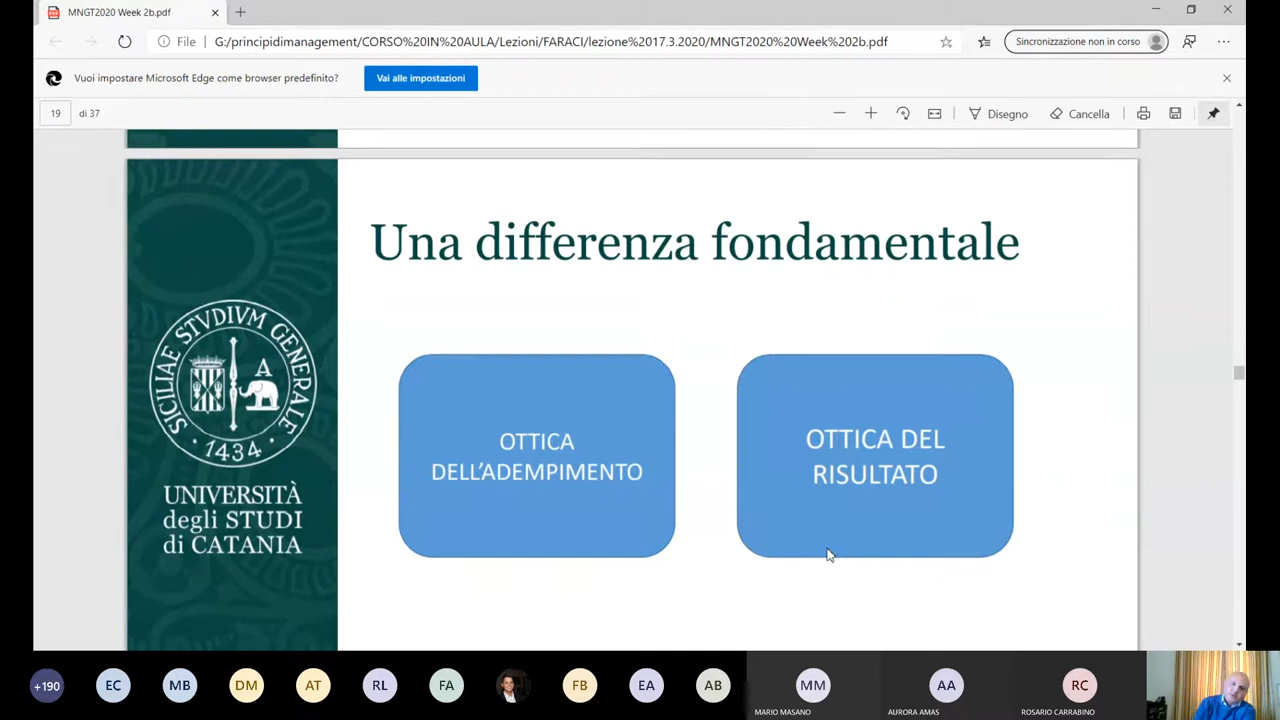 MNGT2020 Week 2b.pdf
File G:/principidimanagement/CORSO%20IN%20AULA/Lezioni/FARACI/lezione%2017.3.2020/MNGT2020%20Week%202b.pdf
Sincronizzazione non in corso
Vuoi impostare Microsoft Edge come browser predefinito?
Vai alle impostazioni
19 di 37
Disegno
Cancella
Una differenza fondamentale
SICILIAE STVDIVM GENERALE
A
1434
UNIVERSITÀ
degli STUDI
di CATANIA
OTTICA
DELL'ADEMPIMENTO
OTTICA DEL
RISULTATO
+190
EC
MB
DM
AT
RL
FA
FB
EA
AB
MM
AA
RC
MARIO MASANO
AURORA AMAS
ROSARIO CARRABINO